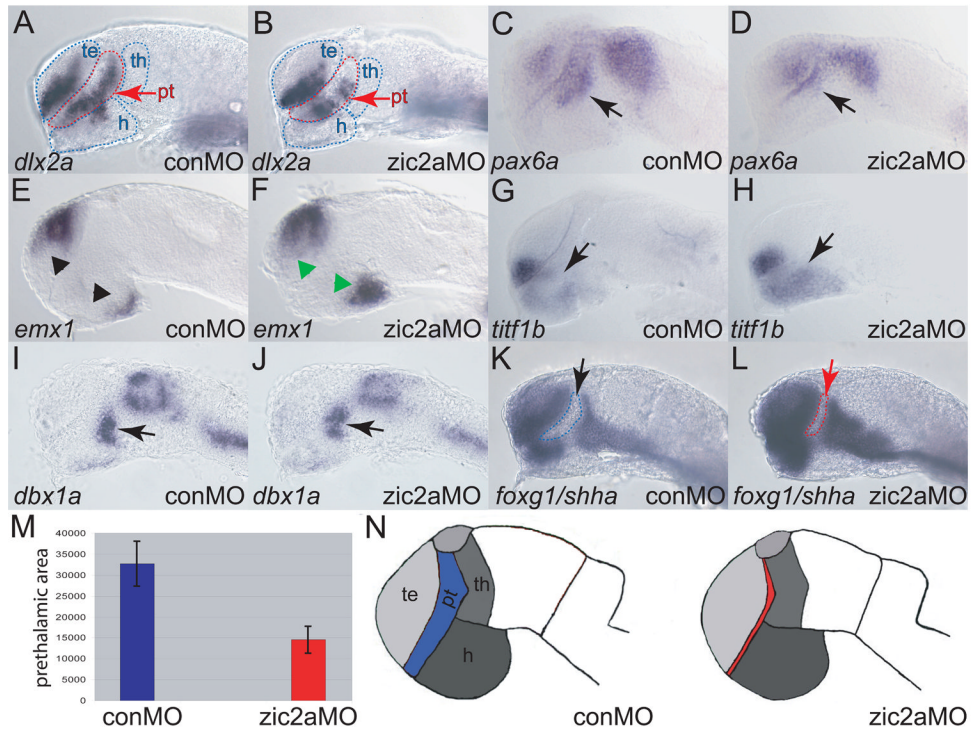 A
te
th
pt
h
dlx2a
conMO
B
te
th
pt
h
dlx2a
zic2aMO
C
pax6a
conMO
D
pax6a
zic2aMO
E
emx1
conMO
F
emx1
zic2aMO
G
titf1b
conMO
H
titf1b
zic2aMO
I
dbx1a
conMO
J
dbx1a
zic2aMO
K
foxg1/shha
conMO
L
foxg1/shha
zic2aMO
M
prethalamic area
40000
35000
30000
25000
20000
15000
10000
5000
0
conMO
zic2aMO
N
te
pt
th
h
conMO
zic2aMO